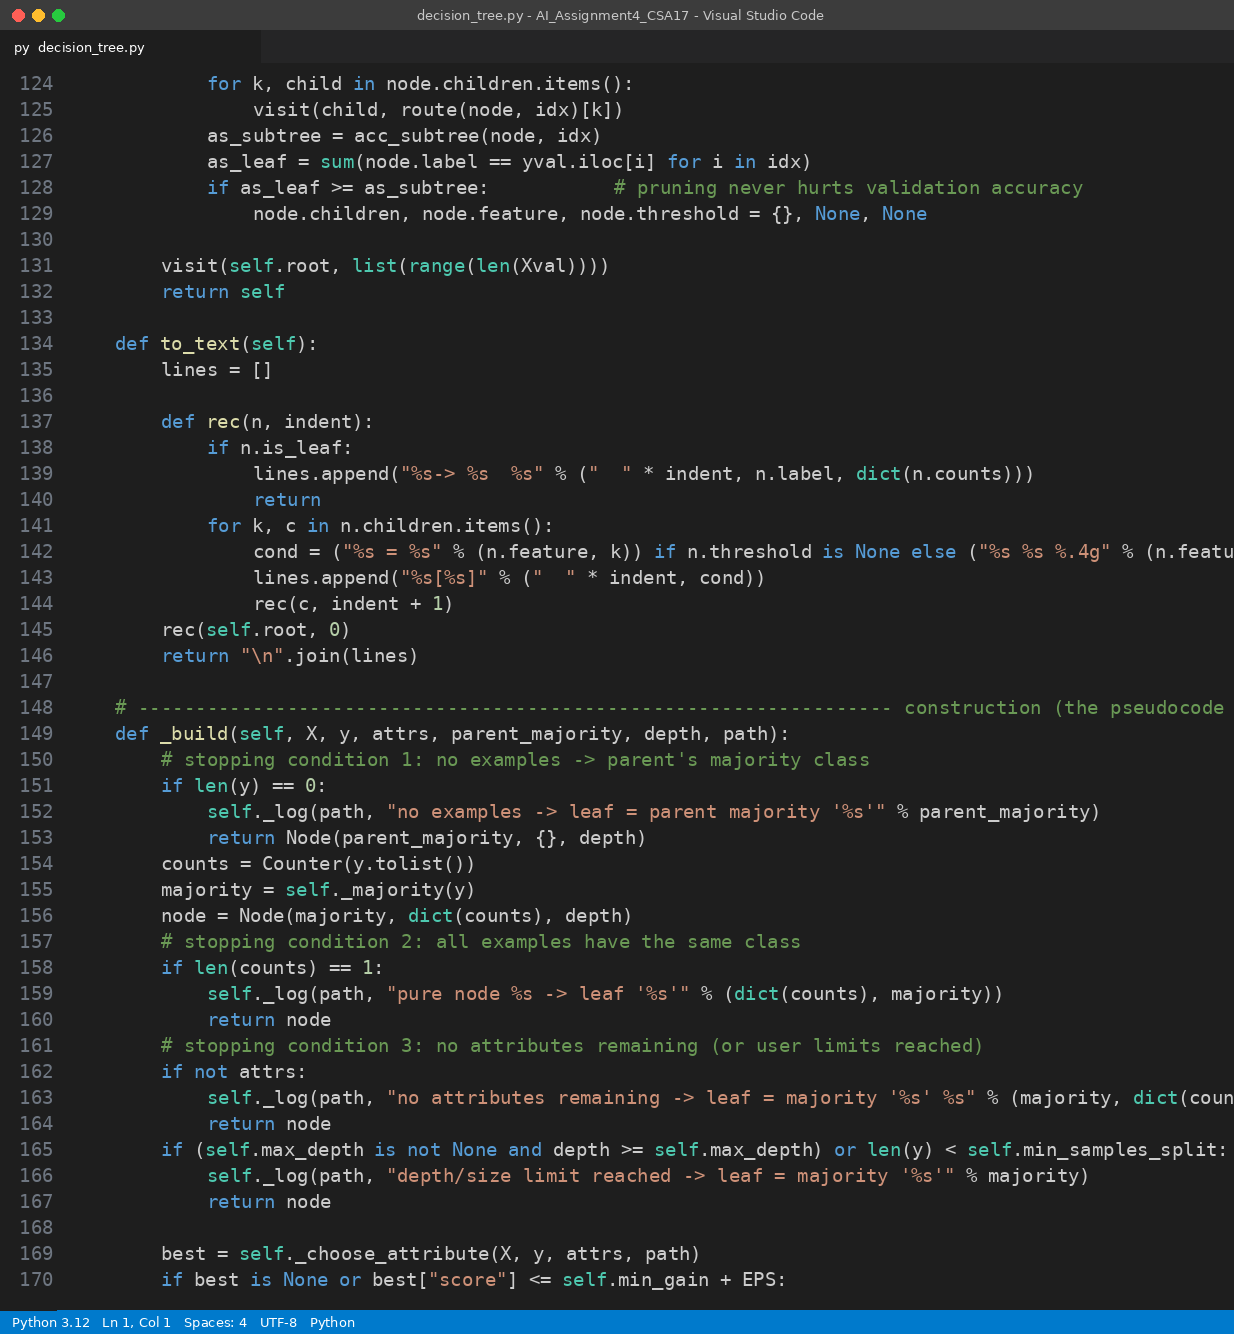 decision_tree.py - AI_Assignment4_CSA17 - Visual Studio Code
py  decision_tree.py
124             for k, child in node.children.items():
125                 visit(child, route(node, idx)[k])
126             as_subtree = acc_subtree(node, idx)
127             as_leaf = sum(node.label == yval.iloc[i] for i in idx)
128             if as_leaf >= as_subtree:           # pruning never hurts validation accuracy
129                 node.children, node.feature, node.threshold = {}, None, None
130
131         visit(self.root, list(range(len(Xval))))
132         return self
133
134     def to_text(self):
135         lines = []
136
137         def rec(n, indent):
138             if n.is_leaf:
139                 lines.append("%s-> %s  %s" % ("  " * indent, n.label, dict(n.counts)))
140                 return
141             for k, c in n.children.items():
142                 cond = ("%s = %s" % (n.feature, k)) if n.threshold is None else ("%s %s %.4g" % (n.featu
143                 lines.append("%s[%s]" % ("  " * indent, cond))
144                 rec(c, indent + 1)
145         rec(self.root, 0)
146         return "\n".join(lines)
147
148     # ------------------------------------------------------------------ construction (the pseudocode
149     def _build(self, X, y, attrs, parent_majority, depth, path):
150         # stopping condition 1: no examples -> parent's majority class
151         if len(y) == 0:
152             self._log(path, "no examples -> leaf = parent majority '%s'" % parent_majority)
153             return Node(parent_majority, {}, depth)
154         counts = Counter(y.tolist())
155         majority = self._majority(y)
156         node = Node(majority, dict(counts), depth)
157         # stopping condition 2: all examples have the same class
158         if len(counts) == 1:
159             self._log(path, "pure node %s -> leaf '%s'" % (dict(counts), majority))
160             return node
161         # stopping condition 3: no attributes remaining (or user limits reached)
162         if not attrs:
163             self._log(path, "no attributes remaining -> leaf = majority '%s' %s" % (majority, dict(coun
164             return node
165         if (self.max_depth is not None and depth >= self.max_depth) or len(y) < self.min_samples_split:
166             self._log(path, "depth/size limit reached -> leaf = majority '%s'" % majority)
167             return node
168
169         best = self._choose_attribute(X, y, attrs, path)
170         if best is None or best["score"] <= self.min_gain + EPS:
Python 3.12   Ln 1, Col 1   Spaces: 4   UTF-8   Python